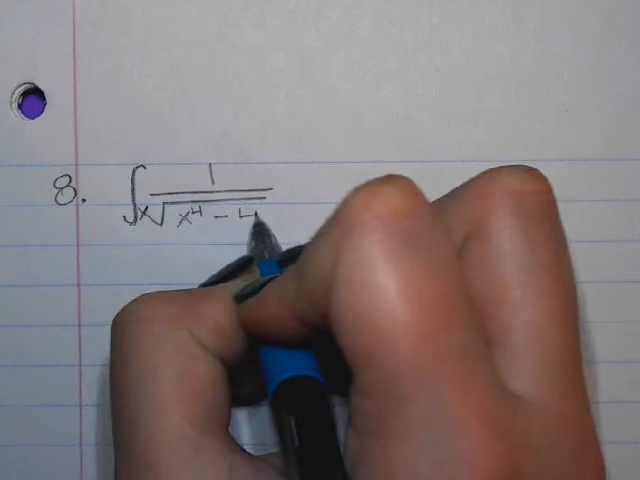 8. ∫ 1 / x√(x⁴ - 4